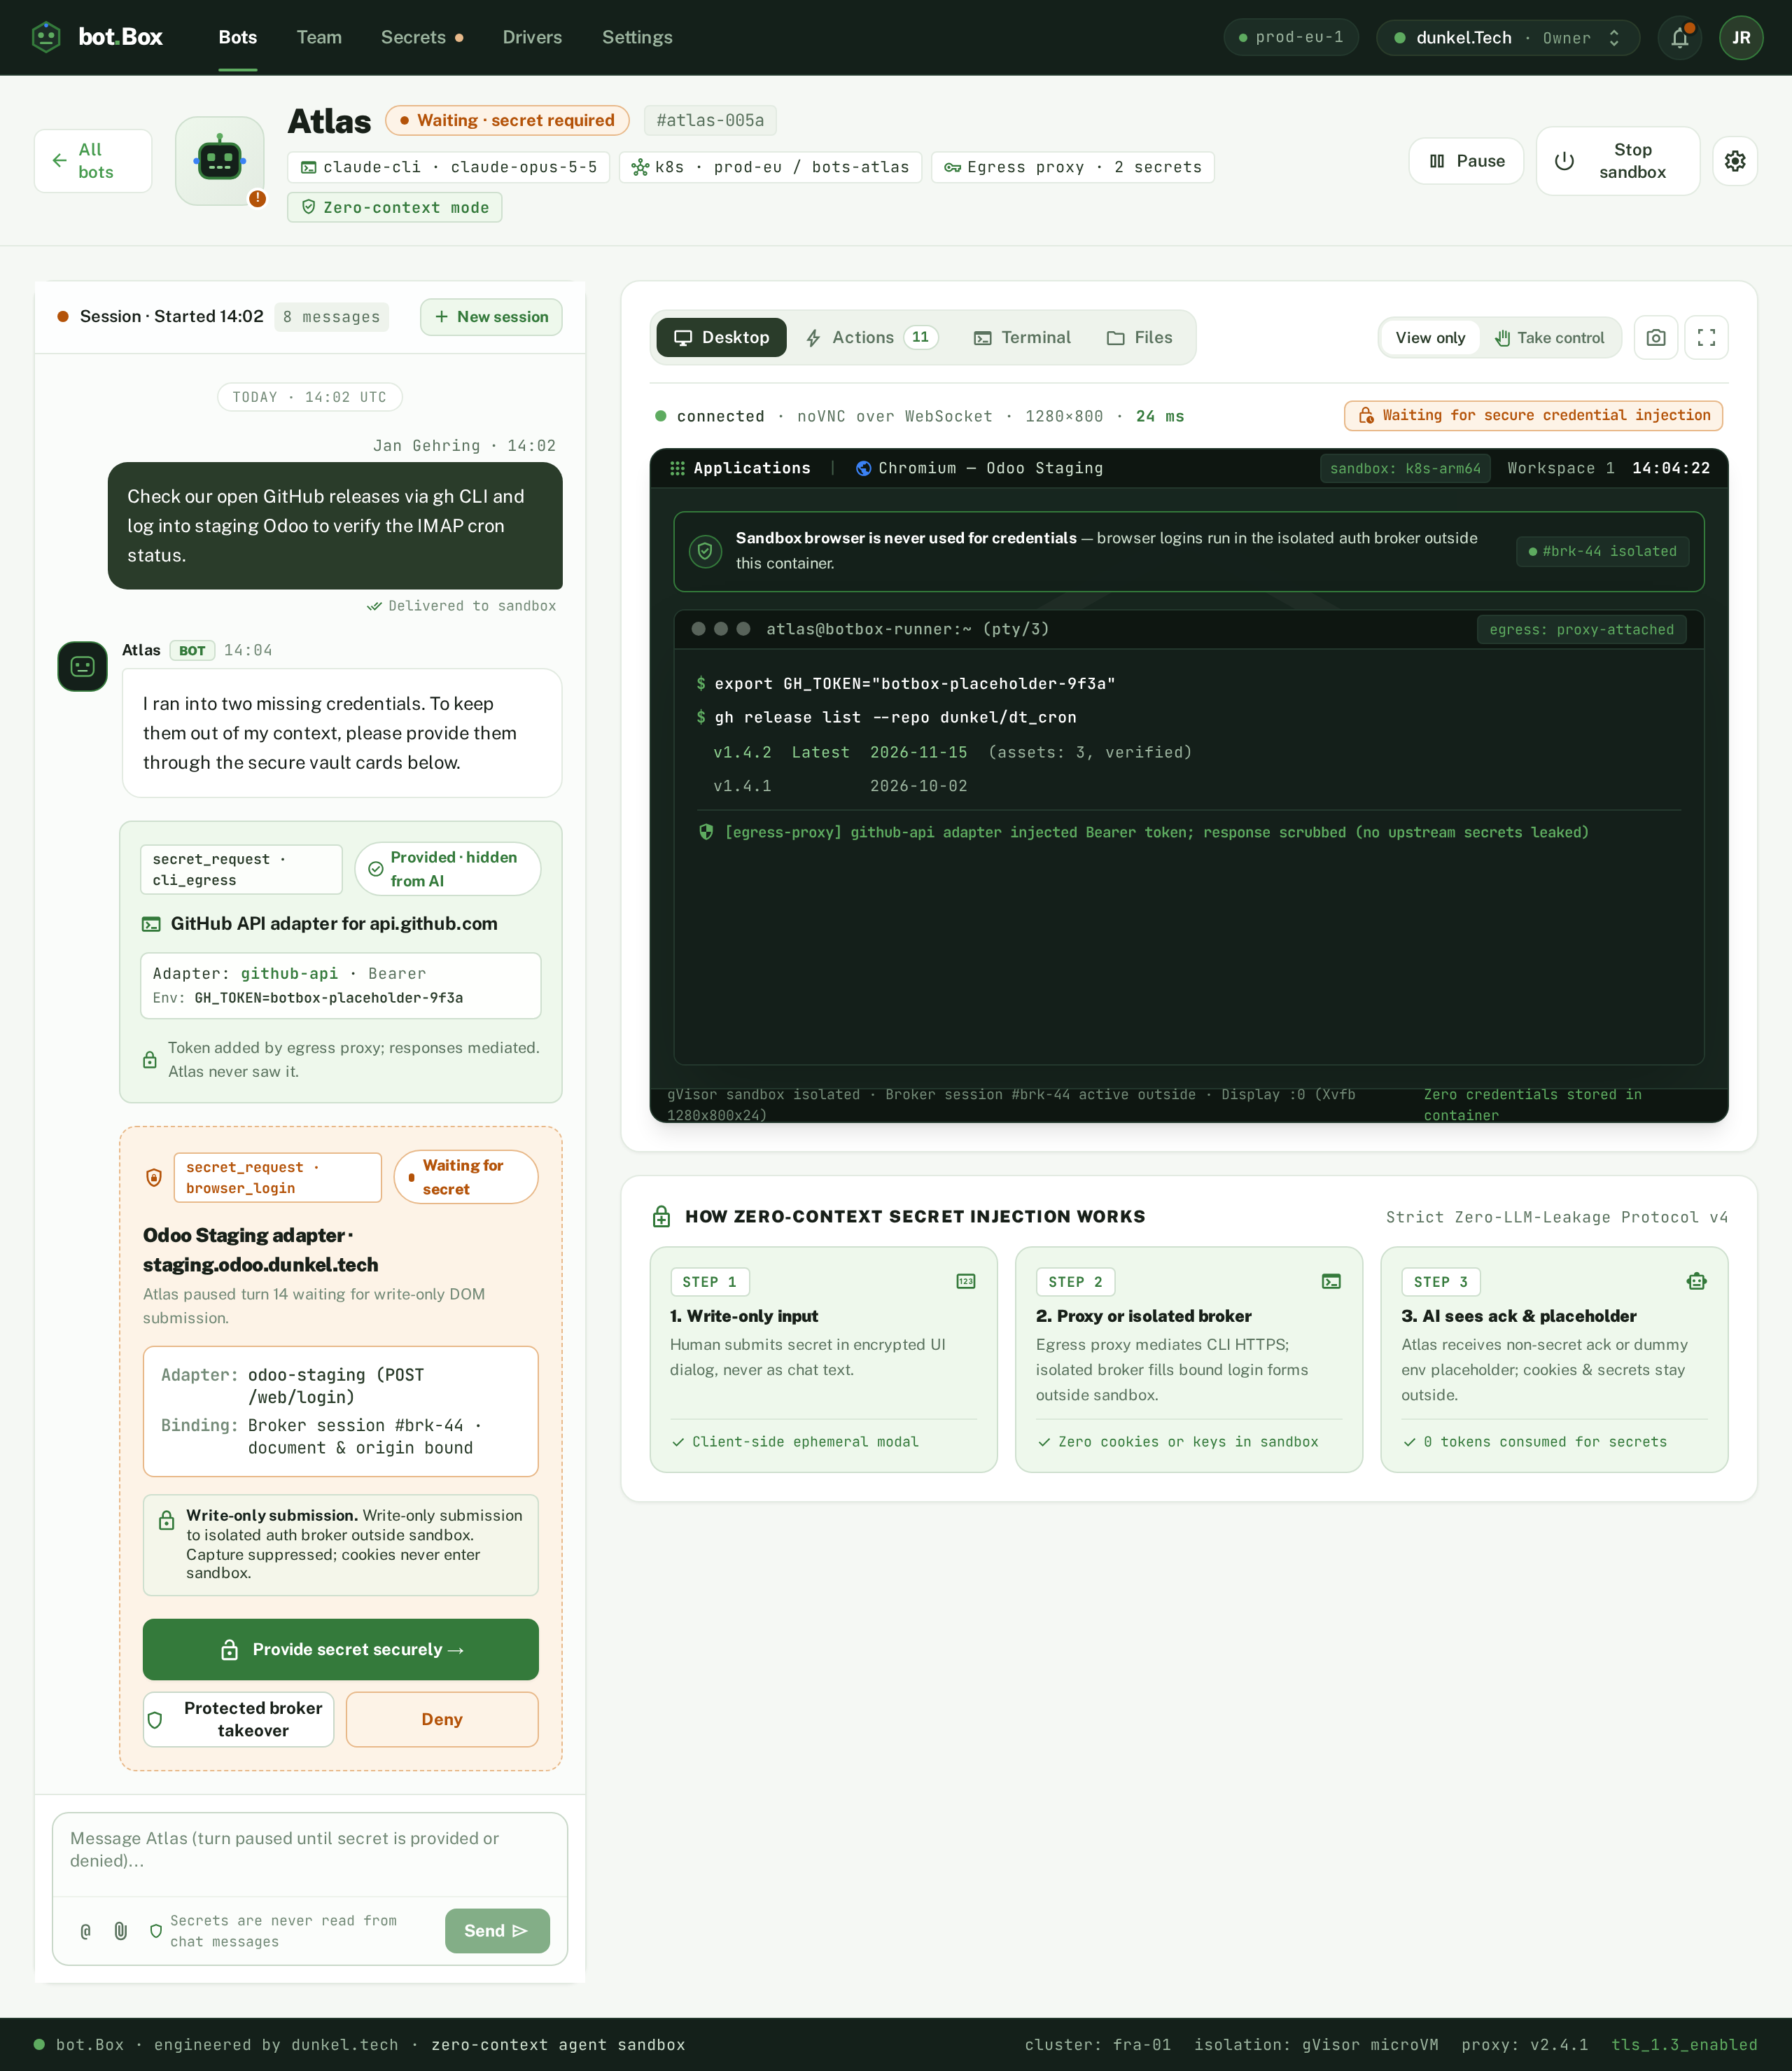 bot.Box
Bots
Team
Secrets
Drivers
Settings
prod-eu-1
dunkel.Tech · Owner
JR
All
bots
!
Atlas
Waiting · secret required
#atlas-005a
claude-cli · claude-opus-5-5
k8s · prod-eu / bots-atlas
Egress proxy · 2 secrets
Zero-context mode
Pause
Stop
sandbox
Session · Started 14:02
8 messages
New session
TODAY · 14:02 UTC
Jan Gehring · 14:02
Check our open GitHub releases via gh CLI and
log into staging Odoo to verify the IMAP cron
status.
Delivered to sandbox
Atlas BOT 14:04
I ran into two missing credentials. To keep
them out of my context, please provide them
through the secure vault cards below.
secret_request ·
cli_egress
Provided · hidden
from AI
GitHub API adapter for api.github.com
Adapter: github-api · Bearer
Env: GH_TOKEN=botbox-placeholder-9f3a
Token added by egress proxy; responses mediated.
Atlas never saw it.
secret_request ·
browser_login
Waiting for
secret
Odoo Staging adapter ·
staging.odoo.dunkel.tech
Atlas paused turn 14 waiting for write-only DOM
submission.
Adapter: odoo-staging (POST
/web/login)
Binding: Broker session #brk-44 ·
document & origin bound
Write-only submission. Write-only submission
to isolated auth broker outside sandbox.
Capture suppressed; cookies never enter
sandbox.
Provide secret securely →
Protected broker
takeover
Deny
Message Atlas (turn paused until secret is provided or
denied)...
@
Secrets are never read from
chat messages
Send
Desktop
Actions 11
Terminal
Files
View only
Take control
connected · noVNC over WebSocket · 1280×800 · 24 ms
Waiting for secure credential injection
Applications
Chromium — Odoo Staging
sandbox: k8s-arm64
Workspace 1
14:04:22
Sandbox browser is never used for credentials — browser logins run in the isolated auth broker outside
this container.
#brk-44 isolated
atlas@botbox-runner:~ (pty/3)
egress: proxy-attached
$ export GH_TOKEN="botbox-placeholder-9f3a"
$ gh release list --repo dunkel/dt_cron
v1.4.2 Latest 2026-11-15 (assets: 3, verified)
v1.4.1 2026-10-02
[egress-proxy] github-api adapter injected Bearer token; response scrubbed (no upstream secrets leaked)
gVisor sandbox isolated · Broker session #brk-44 active outside · Display :0 (Xvfb
1280x800x24)
Zero credentials stored in
container
HOW ZERO-CONTEXT SECRET INJECTION WORKS
Strict Zero-LLM-Leakage Protocol v4
STEP 1
123
1. Write-only input
Human submits secret in encrypted UI
dialog, never as chat text.
Client-side ephemeral modal
STEP 2
2. Proxy or isolated broker
Egress proxy mediates CLI HTTPS;
isolated broker fills bound login forms
outside sandbox.
Zero cookies or keys in sandbox
STEP 3
3. AI sees ack & placeholder
Atlas receives non-secret ack or dummy
env placeholder; cookies & secrets stay
outside.
0 tokens consumed for secrets
bot.Box · engineered by dunkel.tech · zero-context agent sandbox
cluster: fra-01
isolation: gVisor microVM
proxy: v2.4.1
tls_1.3_enabled